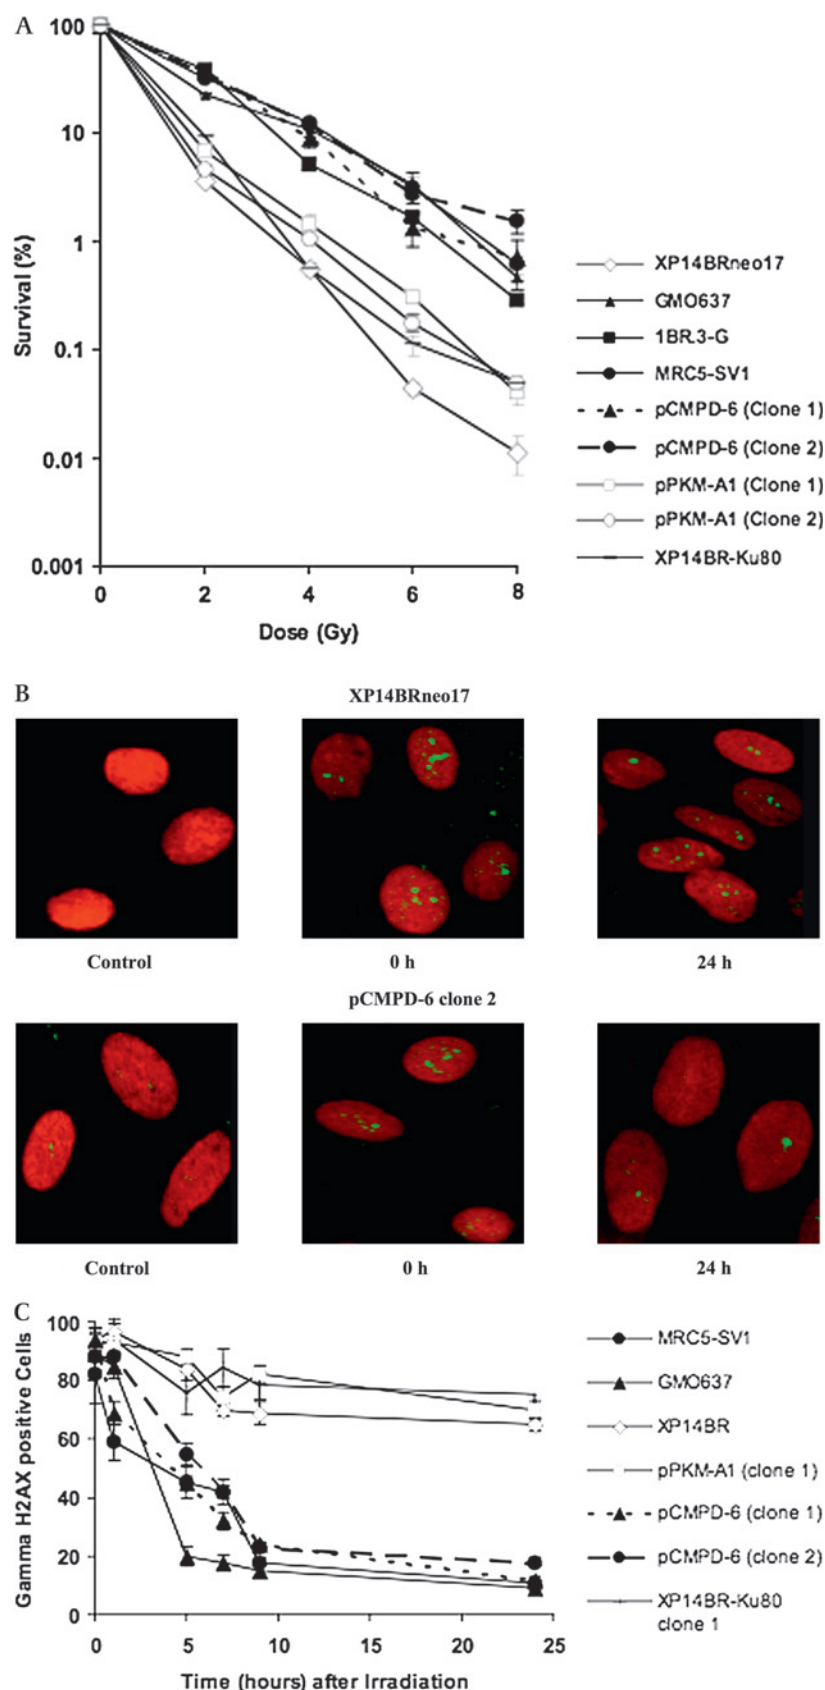 A
100
10
1
0.1
0.01
0.001
Survival (%)
0 2 4 6 8
Dose (Gy)
XP14BRneo17
GMO637
1BR.3-G
MRC5-SV1
pCMPD-6 (Clone 1)
pCMPD-6 (Clone 2)
pPKM-A1 (Clone 1)
pPKM-A1 (Clone 2)
XP14BR-Ku80
B
XP14BRneo17
Control 0 h 24 h
pCMPD-6 clone 2
Control 0 h 24 h
C
100
80
60
40
20
0
Gamma H2AX positive Cells
0 5 10 15 20 25
Time (hours) after Irradiation
MRC5-SV1
GMO637
XP14BR
pPKM-A1 (clone 1)
pCMPD-6 (clone 1)
pCMPD-6 (clone 2)
XP14BR-Ku80
clone 1